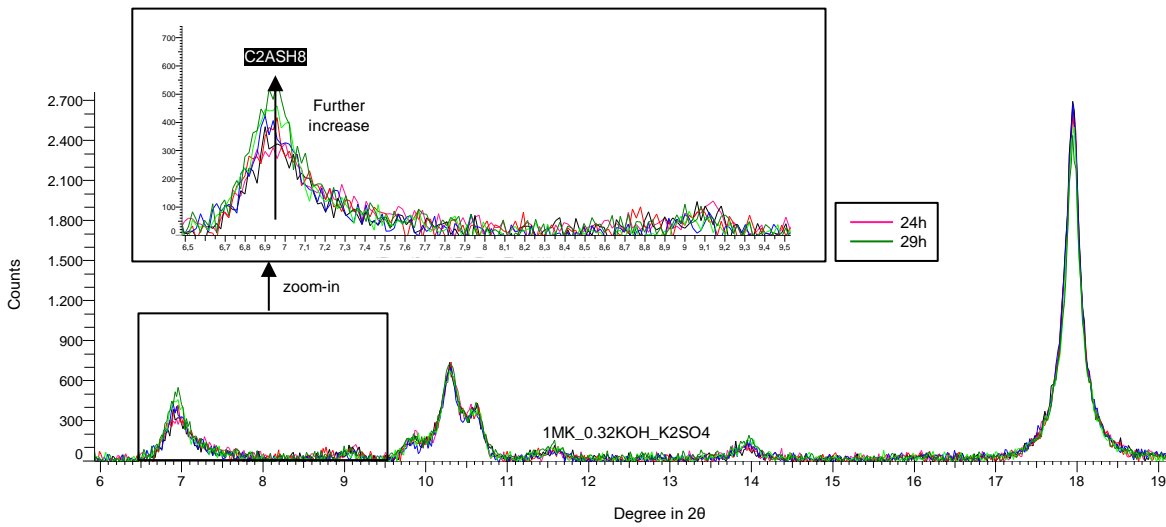 700
600
500
400
300
200
100
0
C2ASH8
Further
increase
6,5 6,7 6,8 6,9 7 7,1 7,3 7,4 7,5 7,6 7,7 7,8 7,9 8 8,1 8,2 8,3 8,4 8,5 8,6 8,7 8,8 8,9 9 9,1 9,2 9,3 9,4 9,5
24h
29h
zoom-in
Counts
2.700
2.400
2.100
1.800
1.500
1.200
900
600
300
0
1MK_0.32KOH_K2SO4
6 7 8 9 10 11 12 13 14 15 16 17 18 19
Degree in 2θ